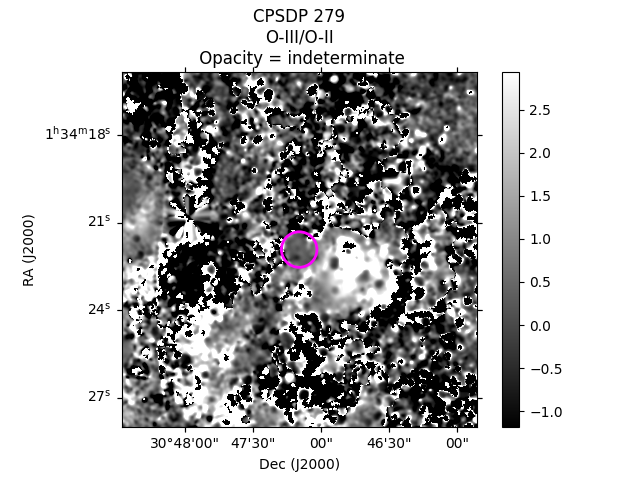 CPSDP 279
O-III/O-II
Opacity = indeterminate
1ʰ34ᵐ18ˢ
21ˢ
24ˢ
27ˢ
RA (J2000)
30°48'00" 47'30" 00" 46'30" 00"
Dec (J2000)
2.5
2.0
1.5
1.0
0.5
0.0
−0.5
−1.0